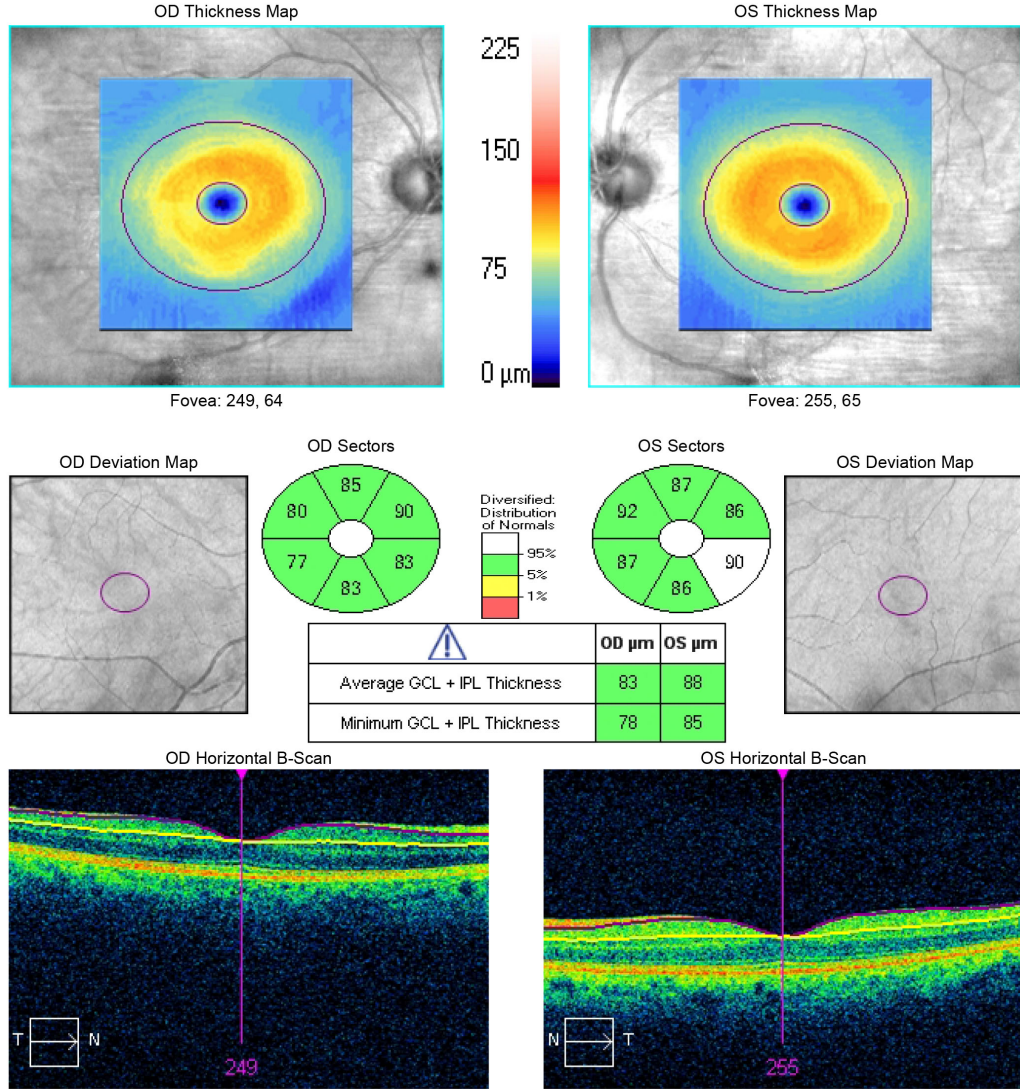 OD Thickness Map
OS Thickness Map
225
150
75
0 µm
Fovea: 249, 64
Fovea: 255, 65
OD Deviation Map
OD Sectors
OS Sectors
OS Deviation Map
85
80
90
77
83
83
Diversified:
Distribution
of Normals
95%
5%
1%
87
92
86
87
90
86
OD µm
OS µm
Average GCL + IPL Thickness
83
88
Minimum GCL + IPL Thickness
78
85
OD Horizontal B-Scan
OS Horizontal B-Scan
T
N
249
N
T
255